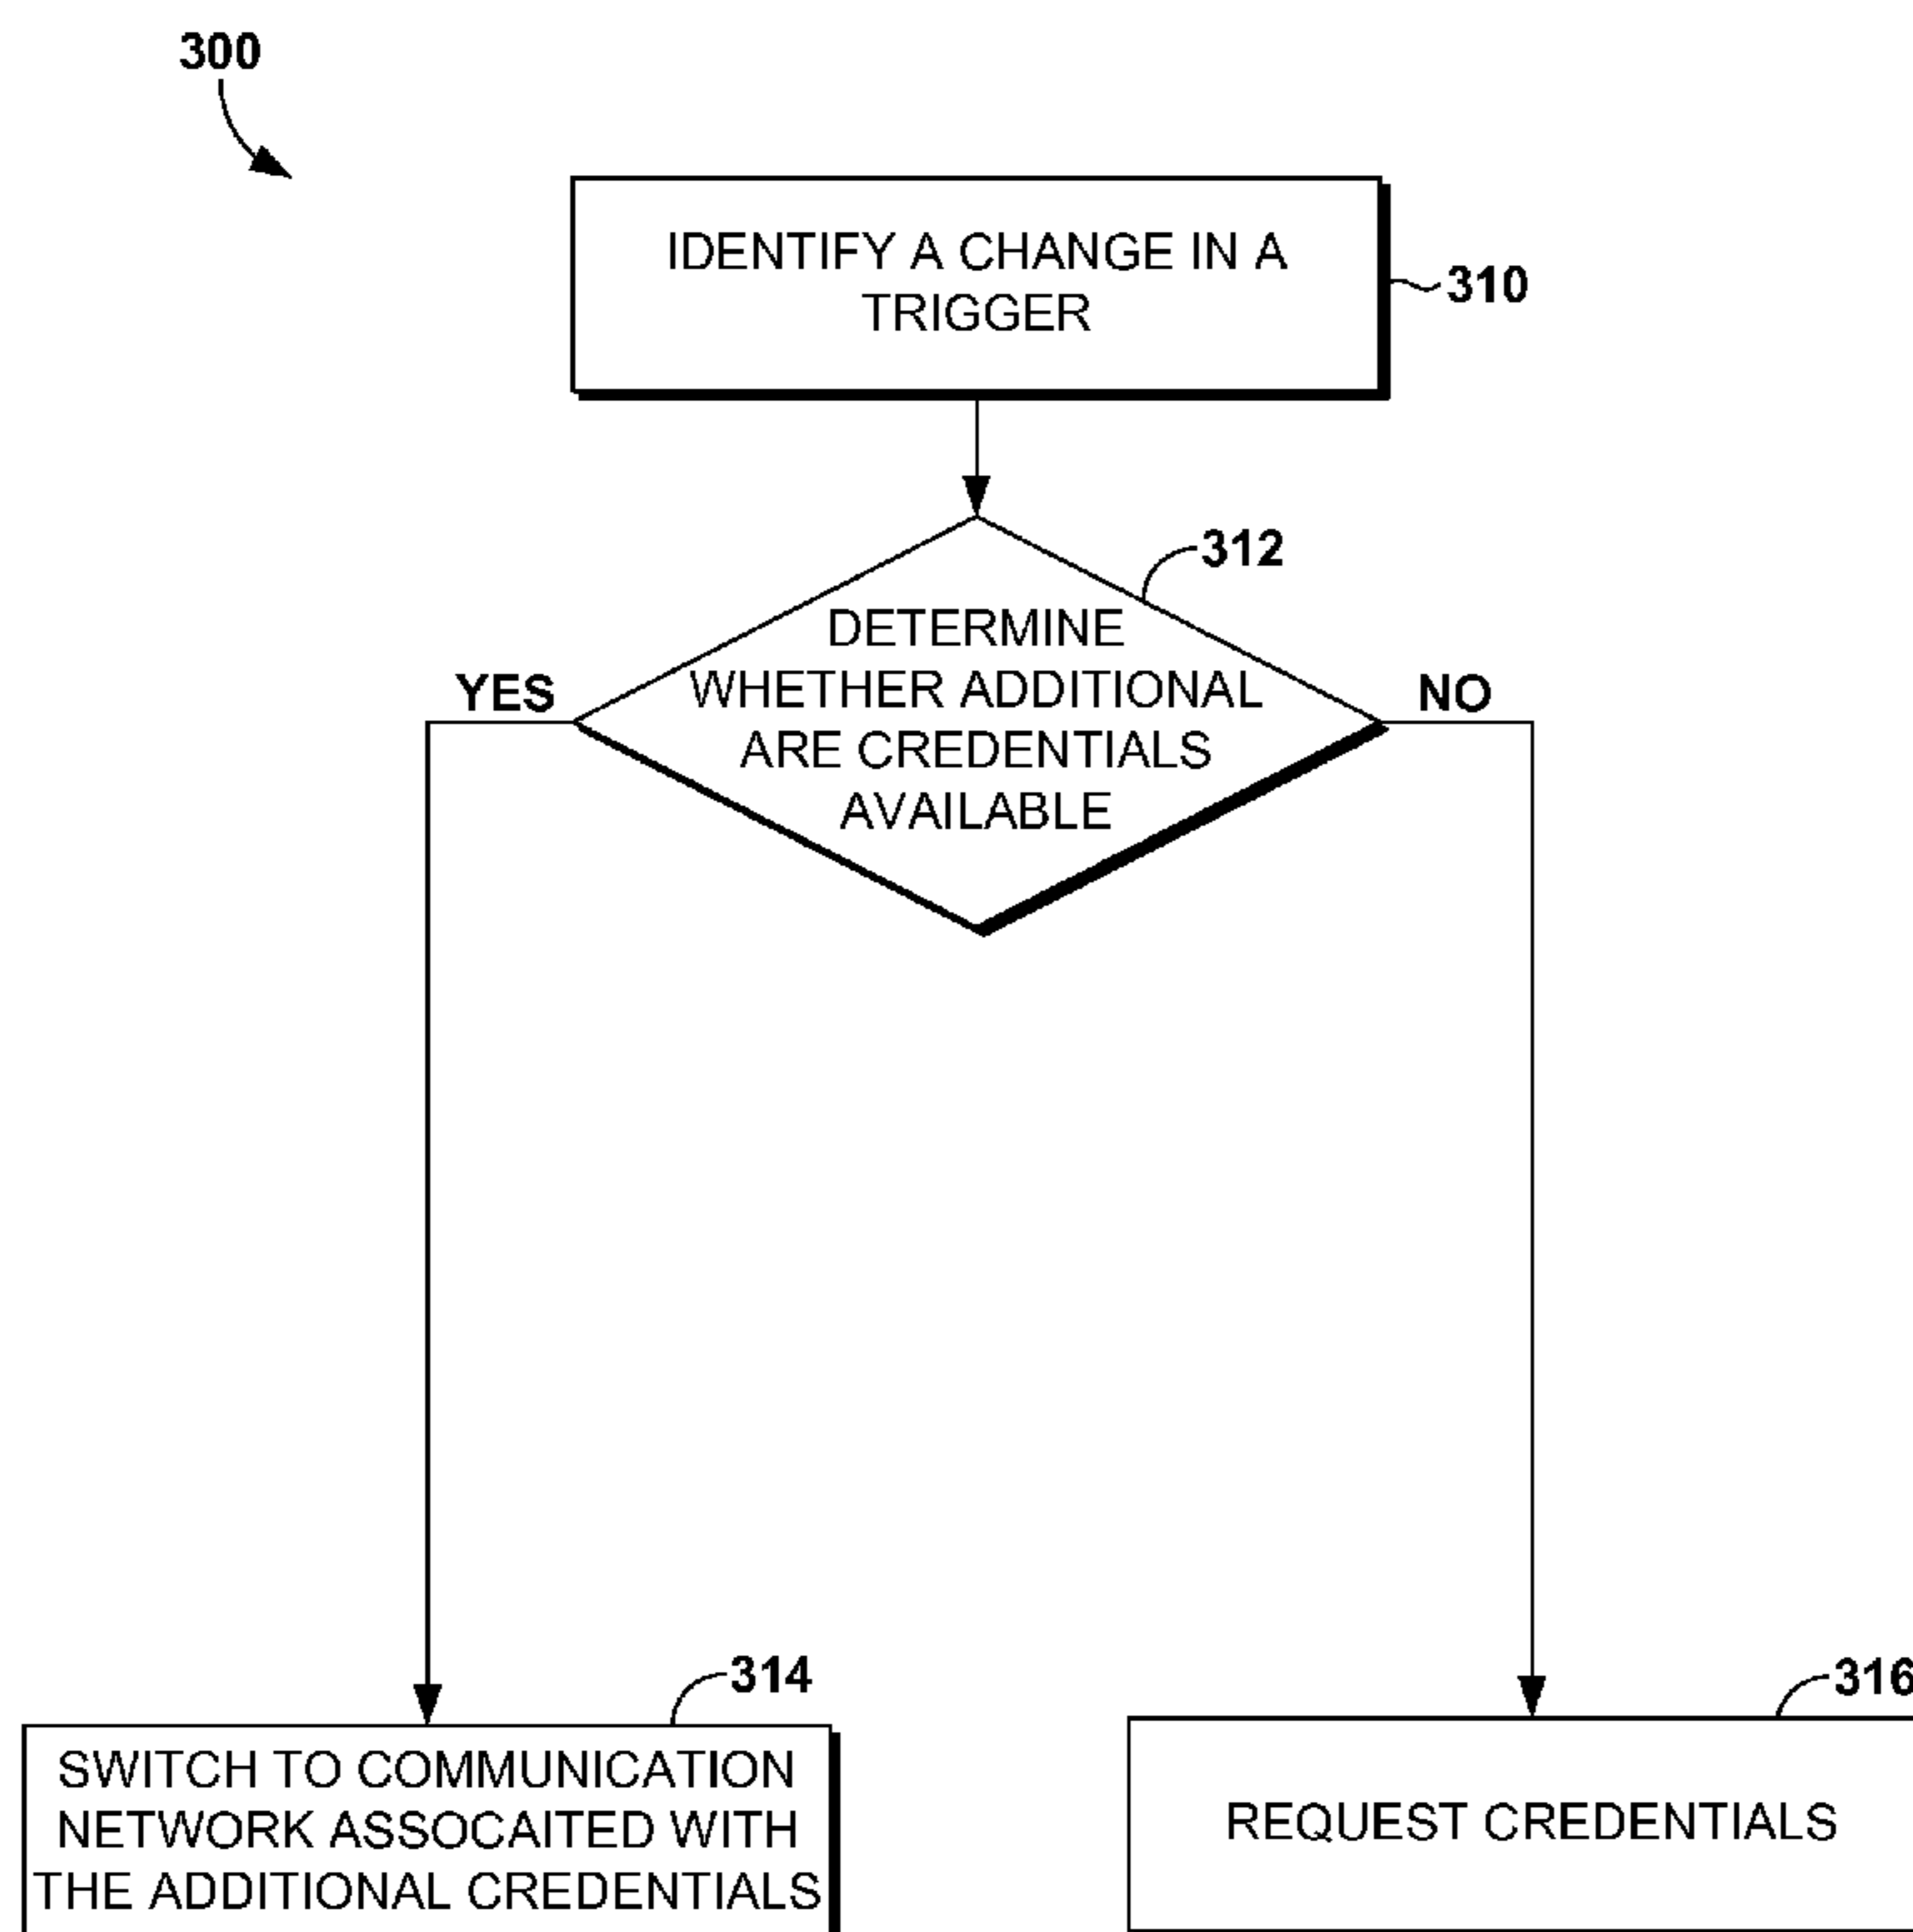 300
IDENTIFY A CHANGE IN A
TRIGGER
310
312
DETERMINE
WHETHER ADDITIONAL
ARE CREDENTIALS
AVAILABLE
YES
NO
314
SWITCH TO COMMUNICATION
NETWORK ASSOCAITED WITH
THE ADDITIONAL CREDENTIALS
316
REQUEST CREDENTIALS